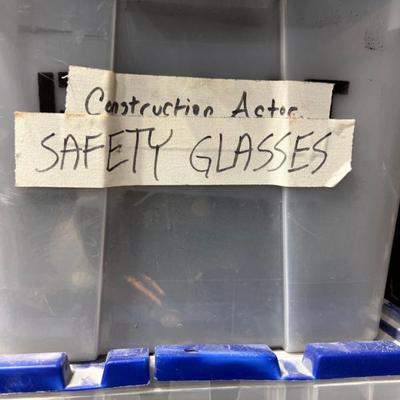 Construction Actor
SAFETY GLASSES